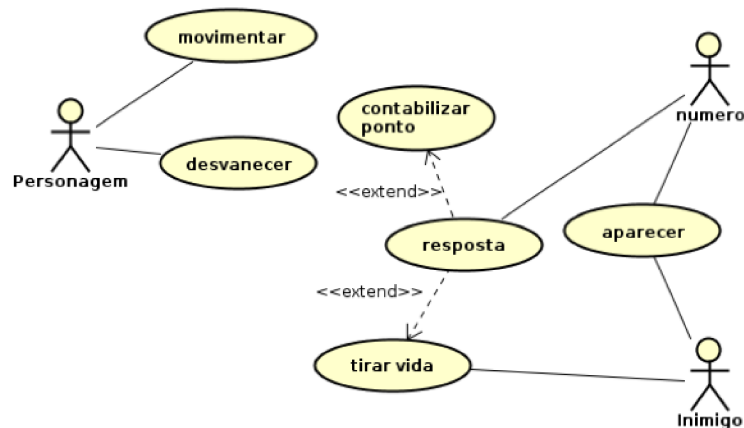 movimentar
contabilizar
ponto
numero
desvanecer
Personagem
<<extend>>
resposta
aparecer
<<extend>>
tirar vida
Inimigo